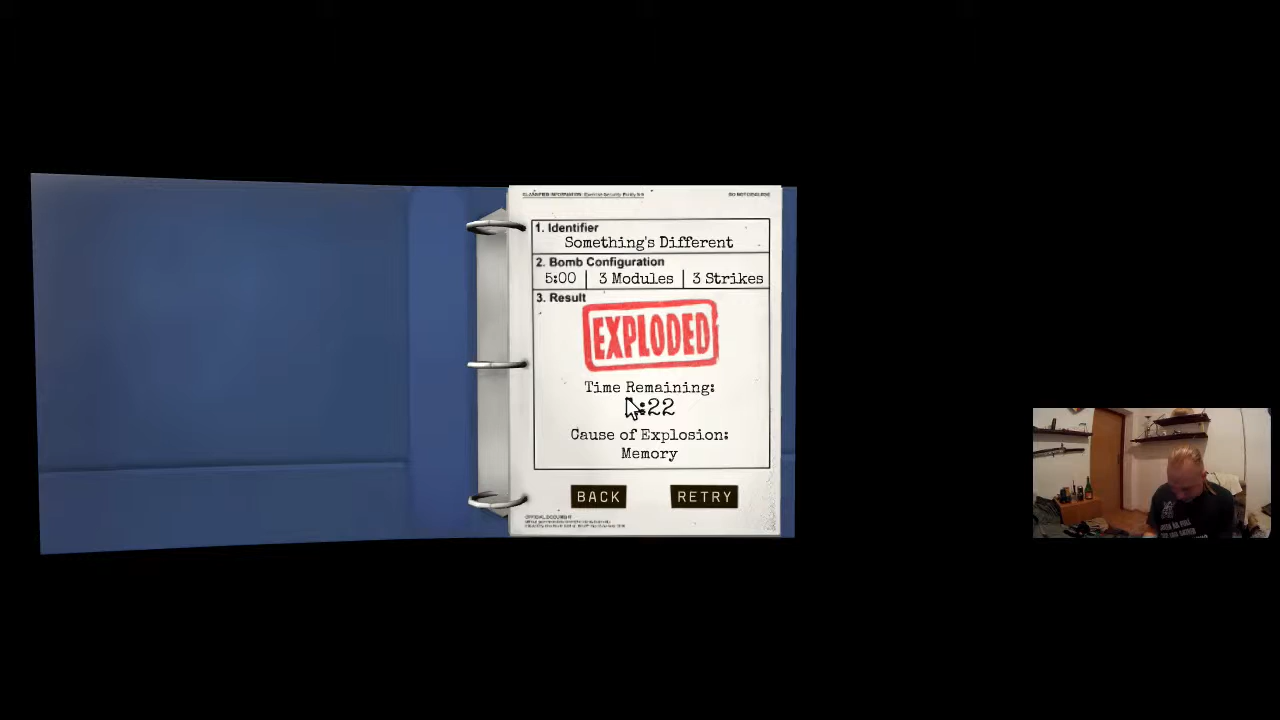 1. Identifier
Something's Different
2. Bomb Configuration
5:00 3 Modules 3 Strikes
3. Result
EXPLODED
Time Remaining:
:22
Cause of Explosion:
Memory
BACK RETRY